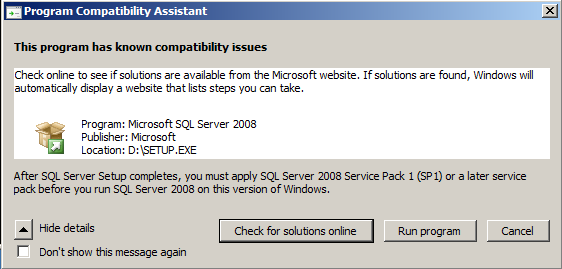 Program Compatibility Assistant
This program has known compatibility issues
Check online to see if solutions are available from the Microsoft website. If solutions are found, Windows will
automatically display a website that lists steps you can take.
Program: Microsoft SQL Server 2008
Publisher: Microsoft
Location: D:\SETUP.EXE
After SQL Server Setup completes, you must apply SQL Server 2008 Service Pack 1 (SP1) or a later service
pack before you run SQL Server 2008 on this version of Windows.
Hide details
Check for solutions online
Run program
Cancel
Don't show this message again